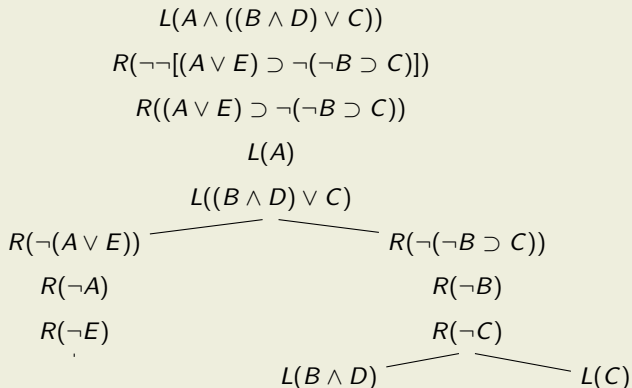 L(A ∧ ((B ∧ D) ∨ C))
R(¬¬[(A ∨ E) ⊃ ¬(¬B ⊃ C)])
R((A ∨ E) ⊃ ¬(¬B ⊃ C))
L(A)
L((B ∧ D) ∨ C)
R(¬(A ∨ E)) R(¬(¬B ⊃ C))
R(¬A) R(¬B)
R(¬E) R(¬C)
L(B ∧ D) L(C)